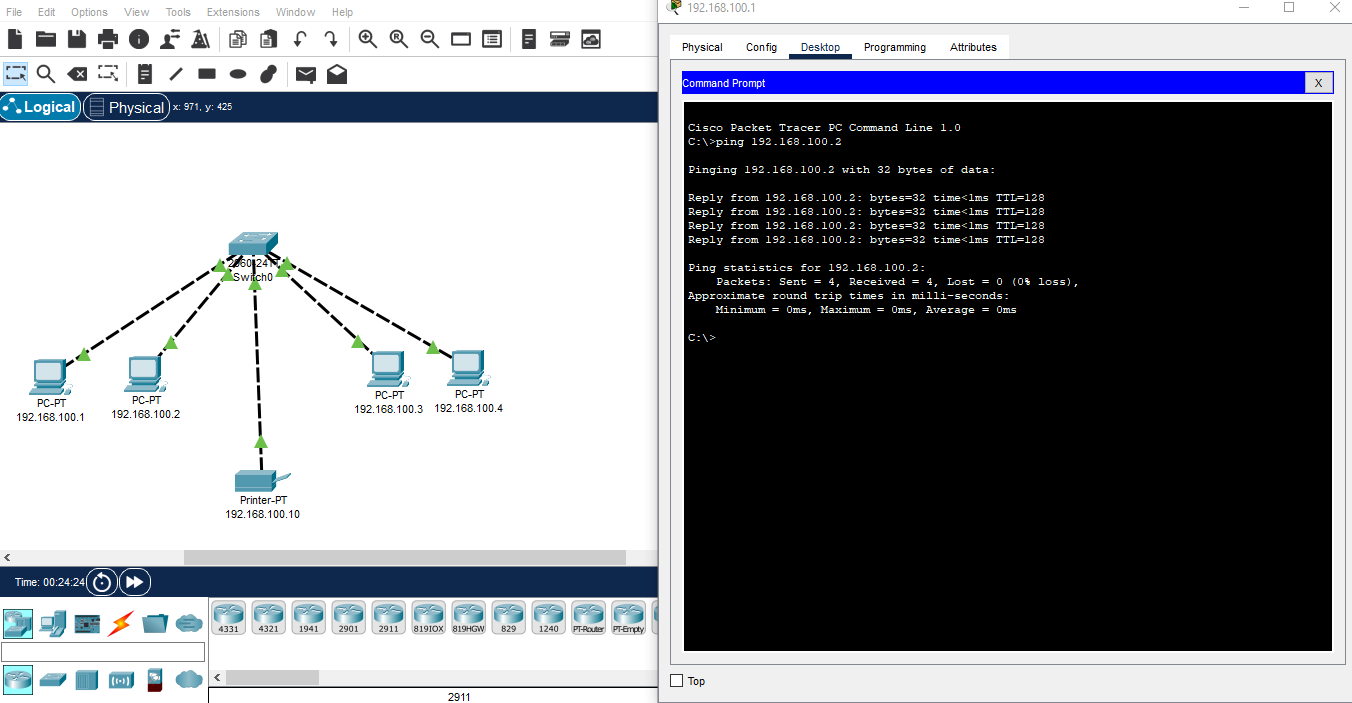 File Edit Options View Tools Extensions Window Help
Logical Physical x: 971, y: 425
2960-24TT
Switch0
PC-PT
192.168.100.1
PC-PT
192.168.100.2
PC-PT
192.168.100.3
PC-PT
192.168.100.4
Printer-PT
192.168.100.10
Time: 00:24:24
4331 4321 1941 2901 2911 819IOX 819HGW 829 1240 PT-Router PT-Empty
2911
192.168.100.1
Physical Config Desktop Programming Attributes
Command Prompt X
Cisco Packet Tracer PC Command Line 1.0
C:\>ping 192.168.100.2
Pinging 192.168.100.2 with 32 bytes of data:
Reply from 192.168.100.2: bytes=32 time<1ms TTL=128
Reply from 192.168.100.2: bytes=32 time<1ms TTL=128
Reply from 192.168.100.2: bytes=32 time<1ms TTL=128
Reply from 192.168.100.2: bytes=32 time<1ms TTL=128
Ping statistics for 192.168.100.2:
Packets: Sent = 4, Received = 4, Lost = 0 (0% loss),
Approximate round trip times in milli-seconds:
Minimum = 0ms, Maximum = 0ms, Average = 0ms
C:\>
Top